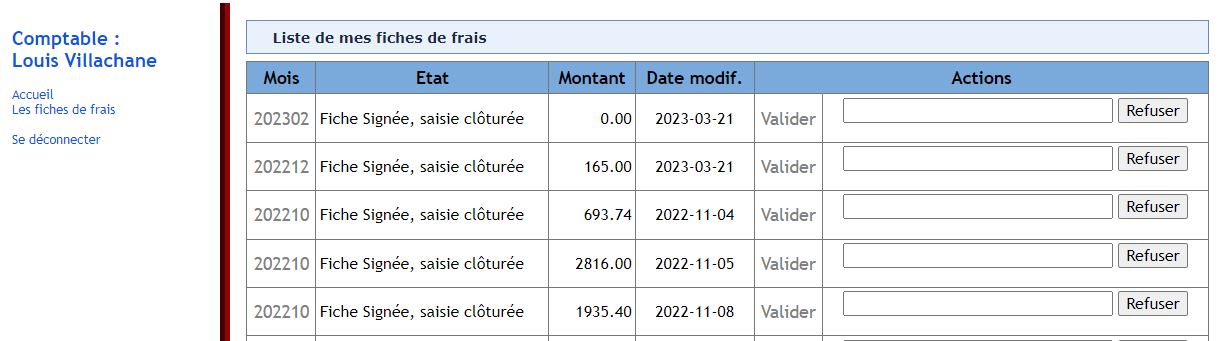 Comptable :
Louis Villachane
Accueil
Les fiches de frais
Se déconnecter
Liste de mes fiches de frais
Mois Etat Montant Date modif. Actions
202302 Fiche Signée, saisie clôturée 0.00 2023-03-21 Valider Refuser
202212 Fiche Signée, saisie clôturée 165.00 2023-03-21 Valider Refuser
202210 Fiche Signée, saisie clôturée 693.74 2022-11-04 Valider Refuser
202210 Fiche Signée, saisie clôturée 2816.00 2022-11-05 Valider Refuser
202210 Fiche Signée, saisie clôturée 1935.40 2022-11-08 Valider Refuser